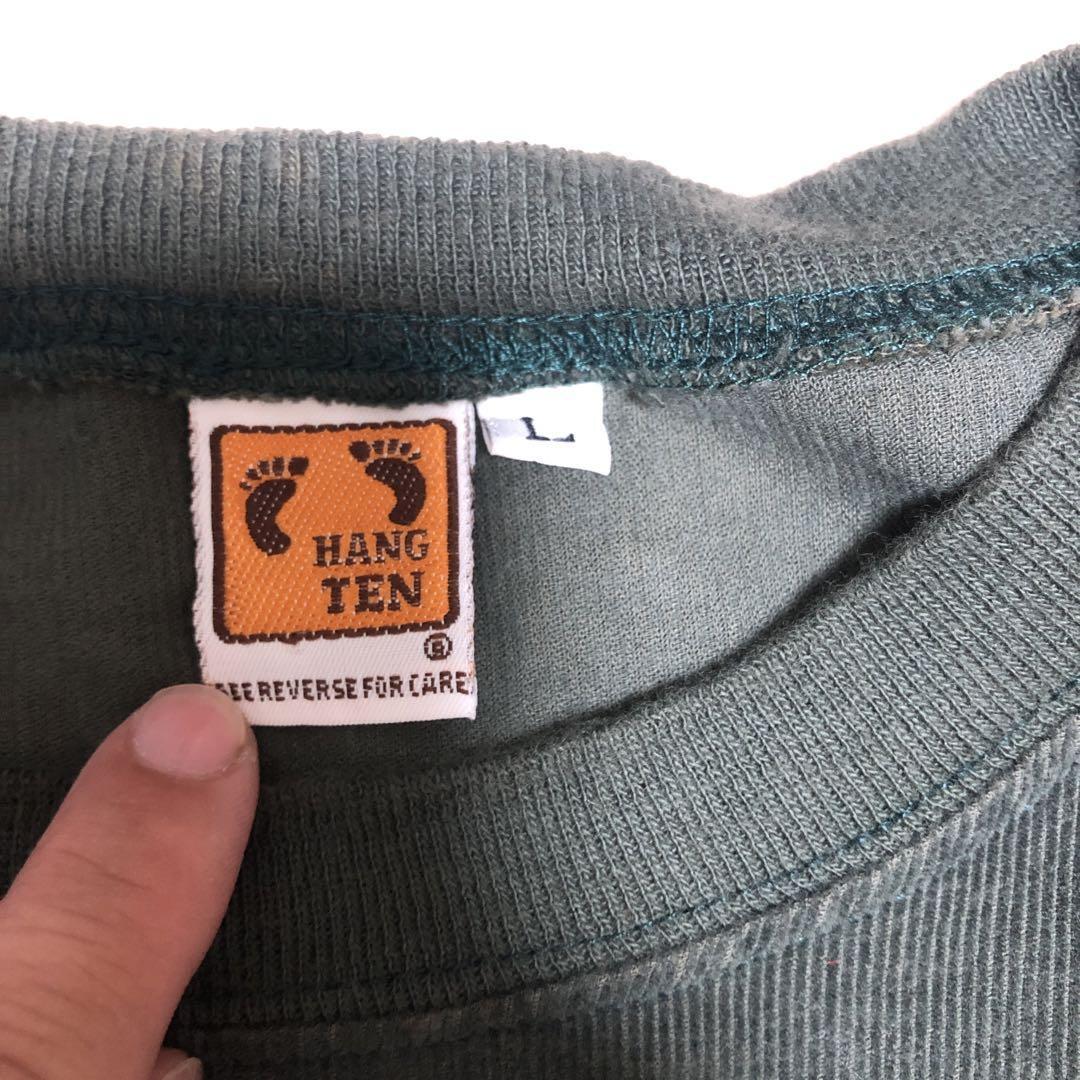 HANG
TEN
®
SEE REVERSE FOR CARE
L